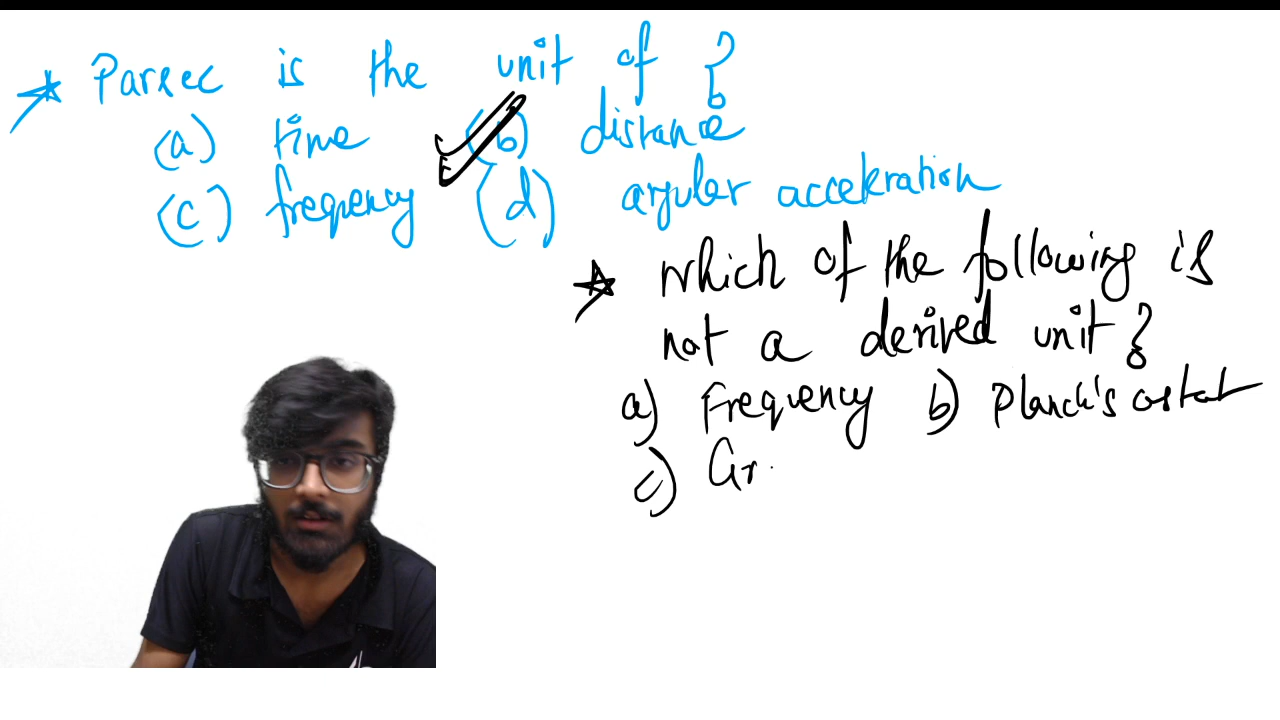 Parsec is the unit of ?
(a) time (b) distance
(c) frequency (d) angular acceleration
Which of the following is
not a derived unit?
a) Frequency b) Planck's
c) Gr